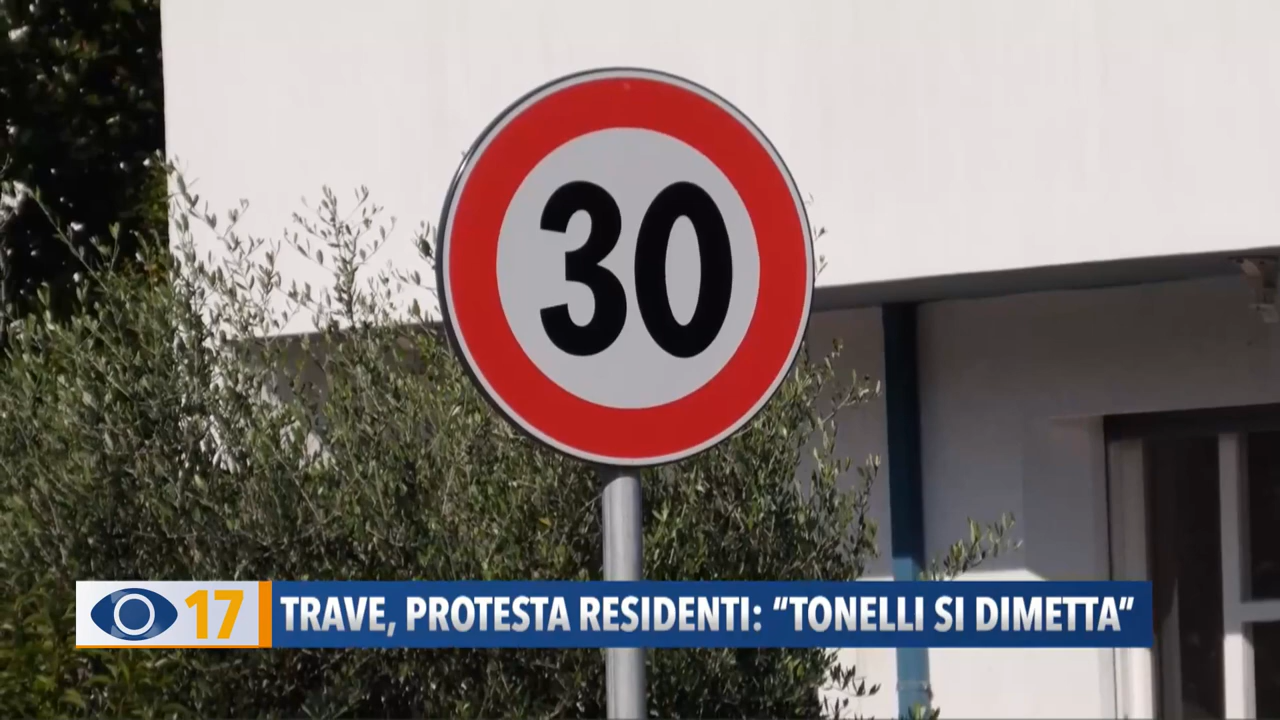 30
17
TRAVE, PROTESTA RESIDENTI: “TONELLI SI DIMETTA”